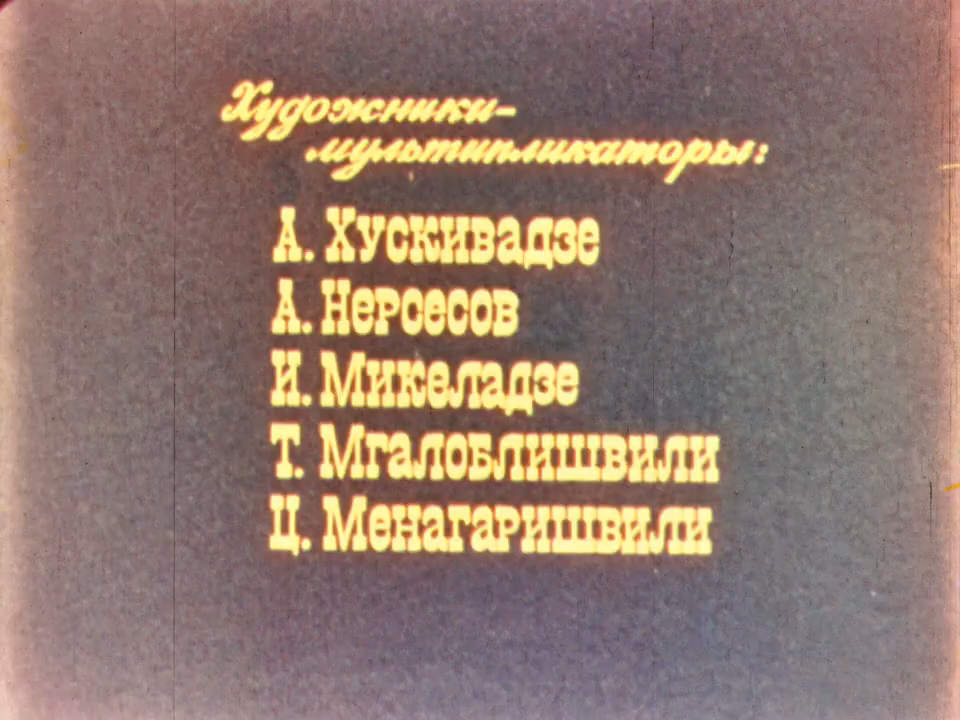 Художники-
мультипликаторы:
А. Хускивадзе
А. Нерсесов
И. Микеладзе
Т. Мгалоблишвили
Ц. Менагаришвили